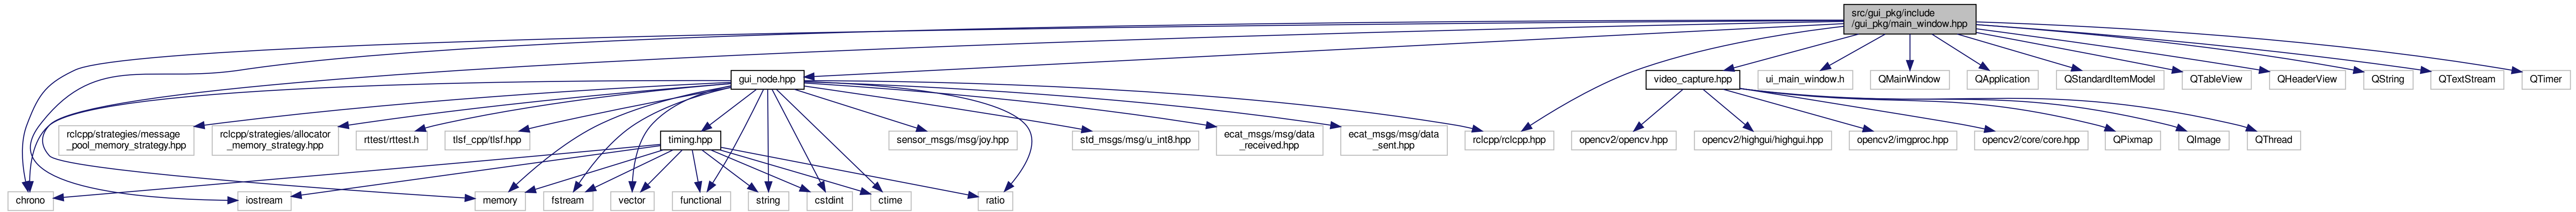 src/gui_pkg/include
/gui_pkg/main_window.hpp
gui_node.hpp
video_capture.hpp
ui_main_window.h
QMainWindow
QApplication
QStandardItemModel
QTableView
QHeaderView
QString
QTextStream
QTimer
rclcpp/strategies/message
_pool_memory_strategy.hpp
rclcpp/strategies/allocator
_memory_strategy.hpp
rttest/rttest.h
tlsf_cpp/tlsf.hpp
timing.hpp
sensor_msgs/msg/joy.hpp
std_msgs/msg/u_int8.hpp
ecat_msgs/msg/data
_received.hpp
ecat_msgs/msg/data
_sent.hpp
rclcpp/rclcpp.hpp
opencv2/opencv.hpp
opencv2/highgui/highgui.hpp
opencv2/imgproc.hpp
opencv2/core/core.hpp
QPixmap
QImage
QThread
chrono
iostream
memory
fstream
vector
functional
string
cstdint
ctime
ratio